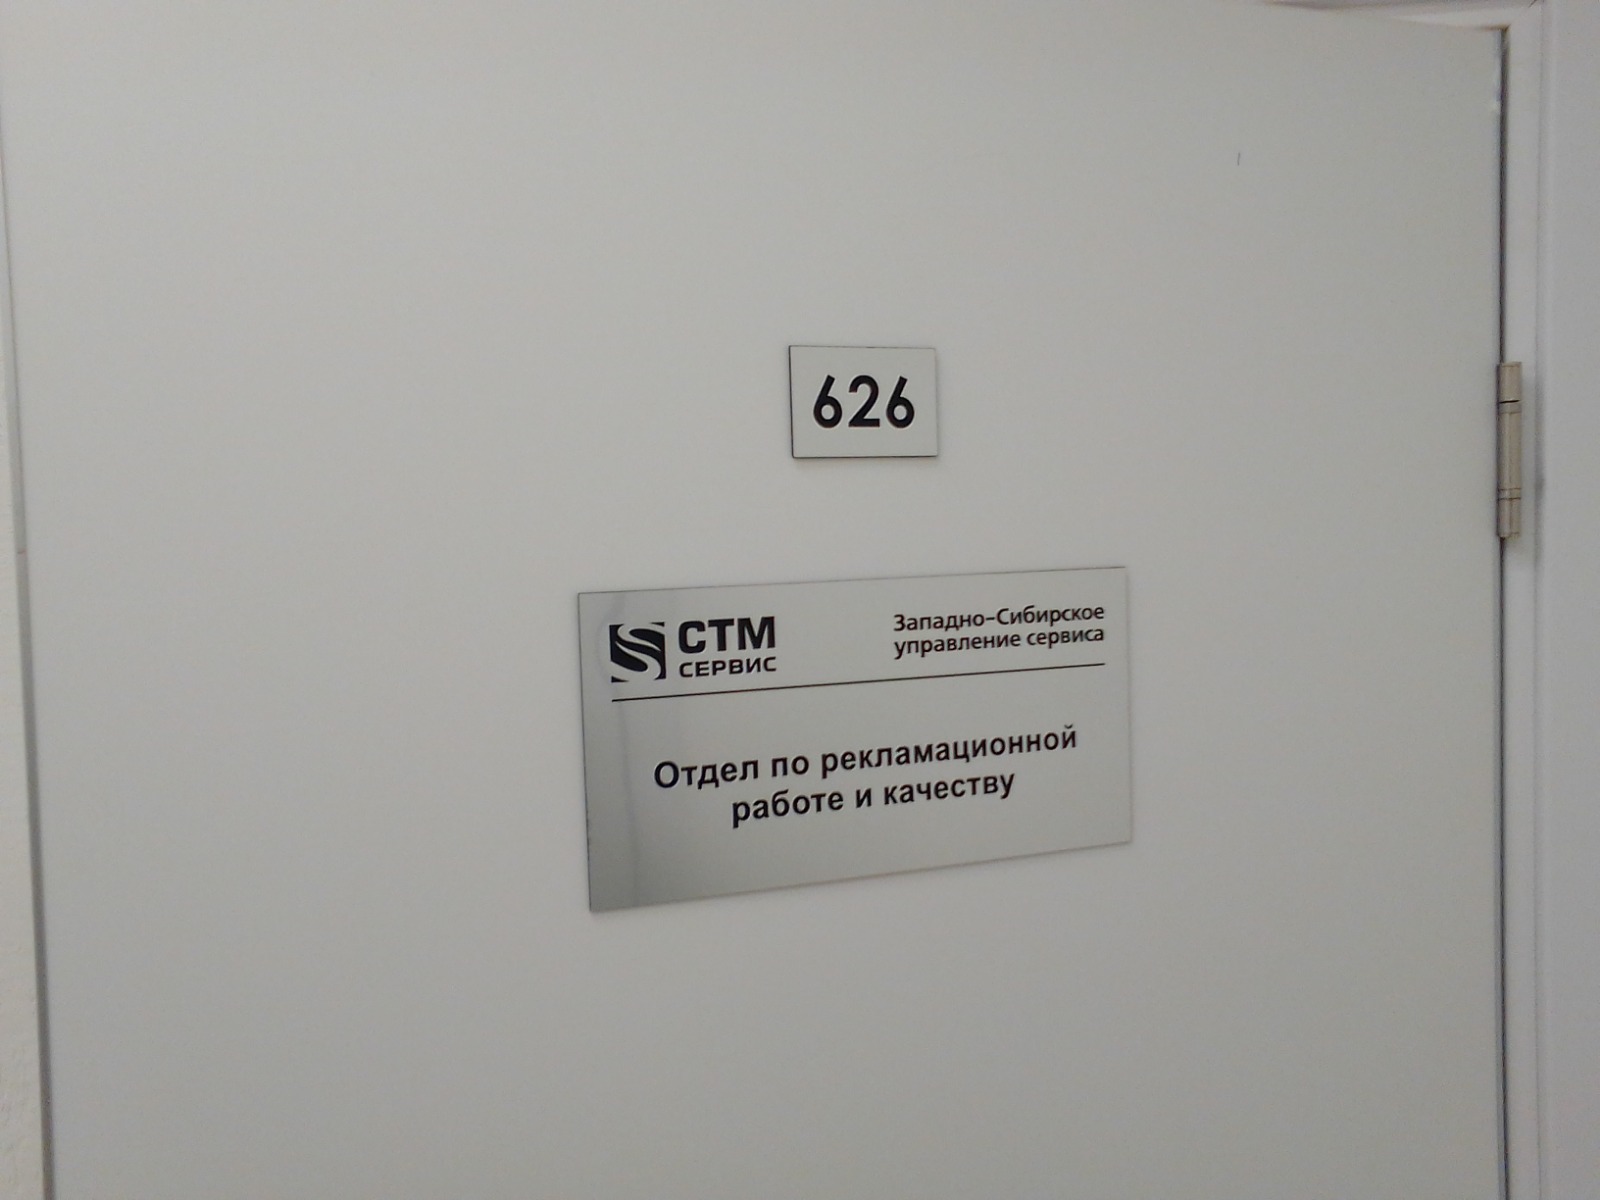 626
СТМ
СЕРВИС
Западно-Сибирское
управление сервиса
Отдел по рекламационной
работе и качеству